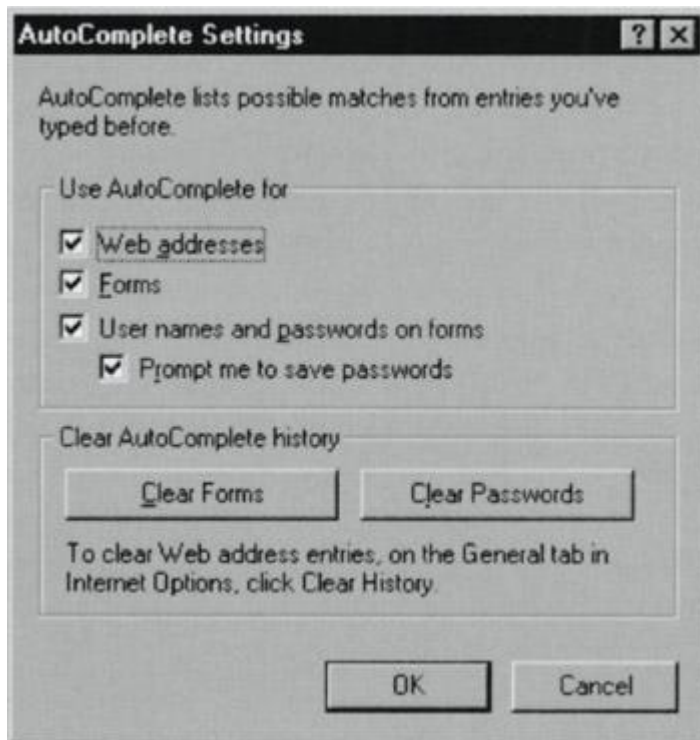 AutoComplete Settings ? X
AutoComplete lists possible matches from entries you've
typed before.
Use AutoComplete for
Web addresses
Forms
User names and passwords on forms
Prompt me to save passwords
Clear AutoComplete history
Clear Forms Clear Passwords
To clear Web address entries, on the General tab in
Internet Options, click Clear History.
OK Cancel